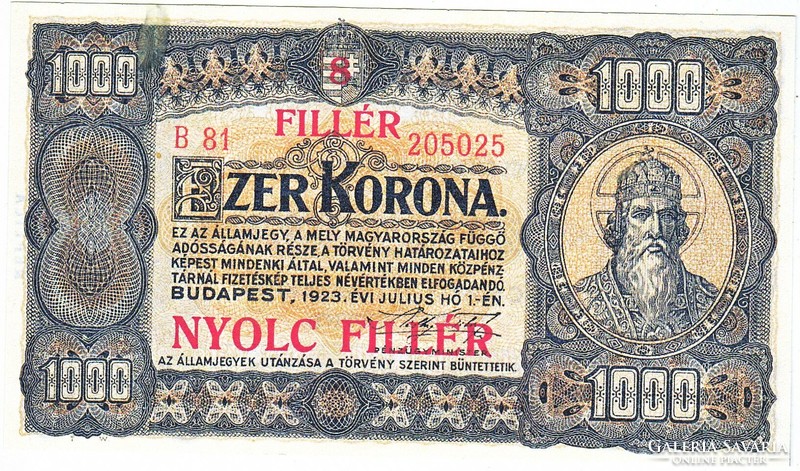 1000 1000
8
FILLÉR
B 81 205025
EZER KORONA.
EZ AZ ÁLLAMJEGY, A MELY MAGYARORSZÁG FÜGGŐ
ADÓSSÁGÁNAK RÉSZE, A TÖRVÉNY HATÁROZATAIHOZ
KÉPEST MINDENKI ÁLTAL, VALAMINT MINDEN KÖZPÉNZ-
TÁRNÁL FIZETÉSKÉP TELJES NÉVÉRTÉKBEN ELFOGADANDÓ.
BUDAPEST, 1923. ÉVI JULIUS HÓ 1.-ÉN.
NYOLC FILLÉR
PÉNZÜGYMINISTER
AZ ÁLLAMJEGYEK UTÁNZÁSA A TÖRVÉNY SZERINT BÜNTETTETIK.
1000 1000
GALERIA SAVARIA
ONLINE PIACTÉR